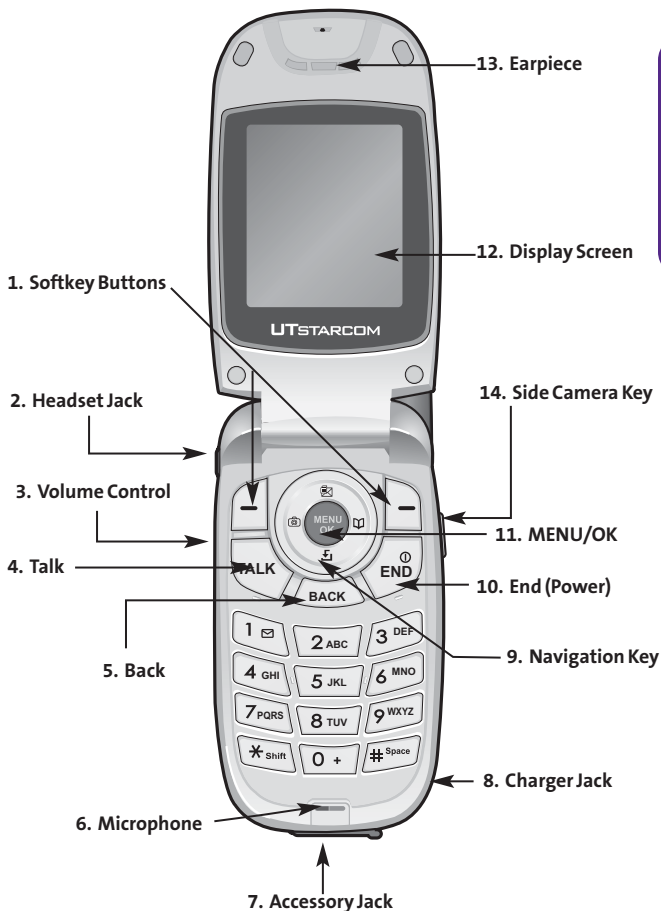 13. Earpiece
12. Display Screen
1. Softkey Buttons
UTSTARCOM
2. Headset Jack
14. Side Camera Key
3. Volume Control
MENU
OK
11. MENU/OK
4. Talk
TALK
END
10. End (Power)
BACK
5. Back
9. Navigation Key
1
2 ABC
3 DEF
4 GHI
5 JKL
6 MNO
7 PQRS
8 TUV
9 WXYZ
* Shift
0 +
# Space
8. Charger Jack
6. Microphone
7. Accessory Jack